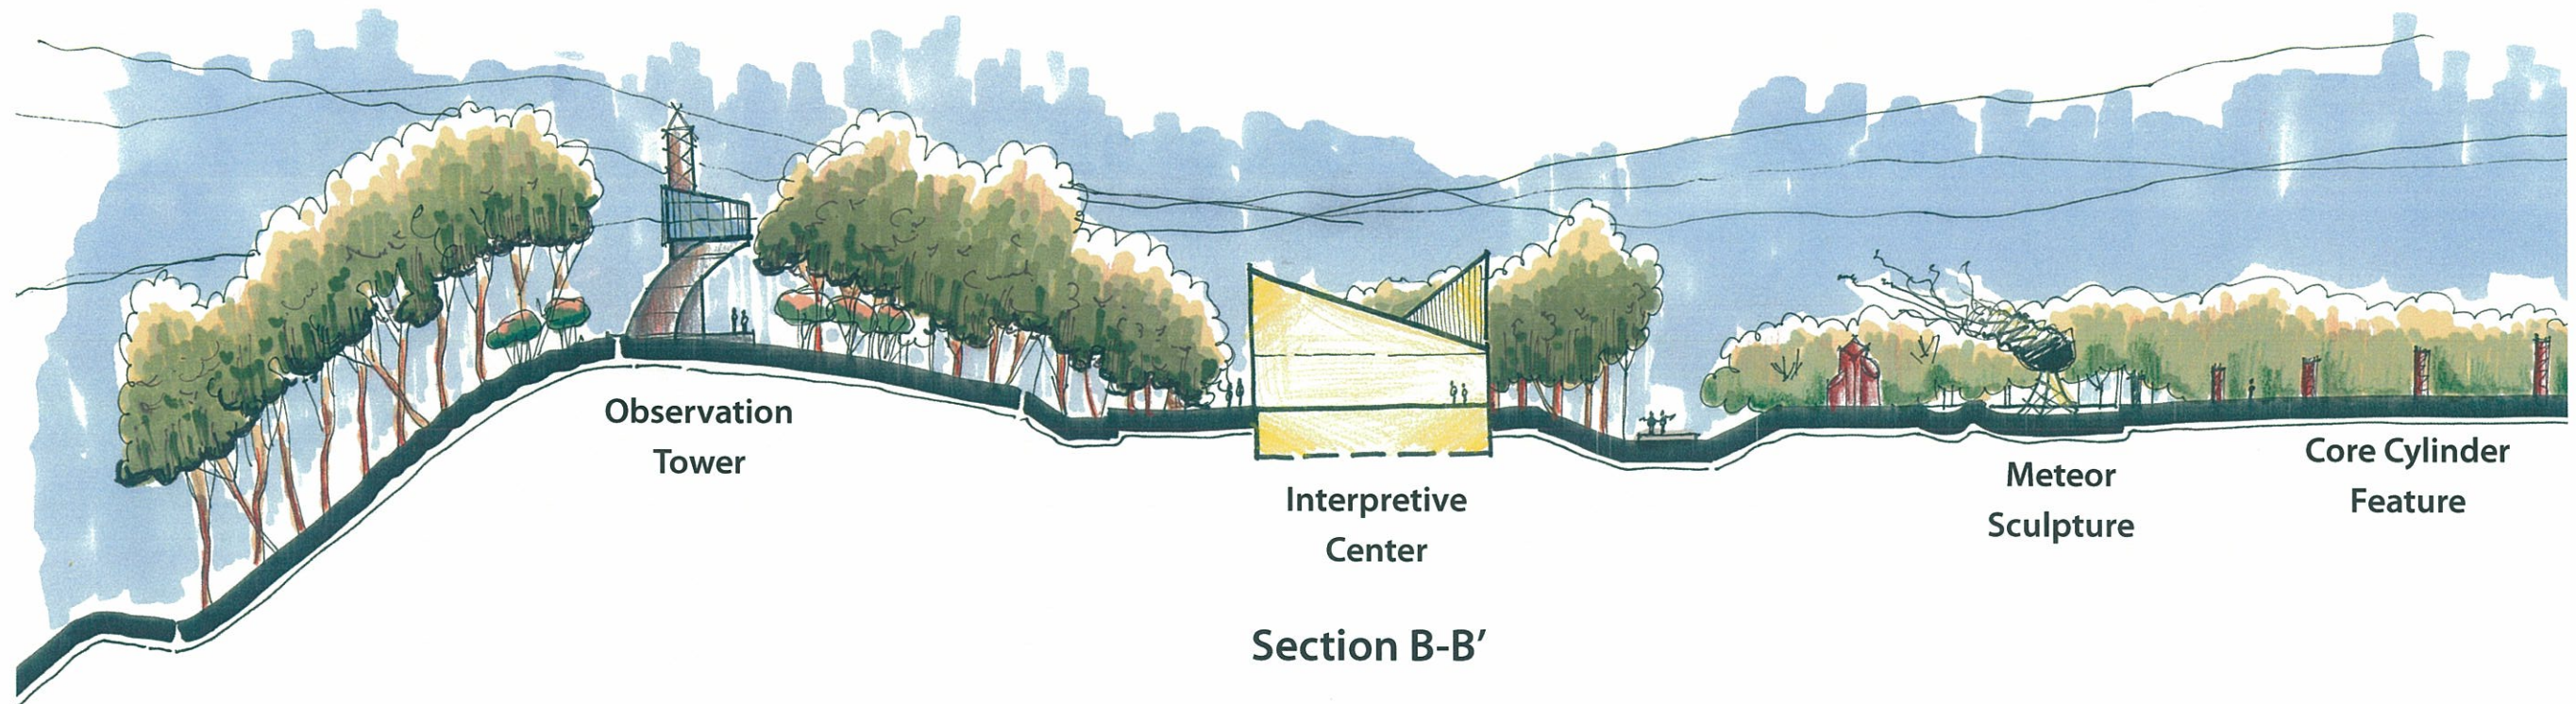 Observation
Tower
Interpretive
Center
Meteor
Sculpture
Core Cylinder
Feature
Section B-B’